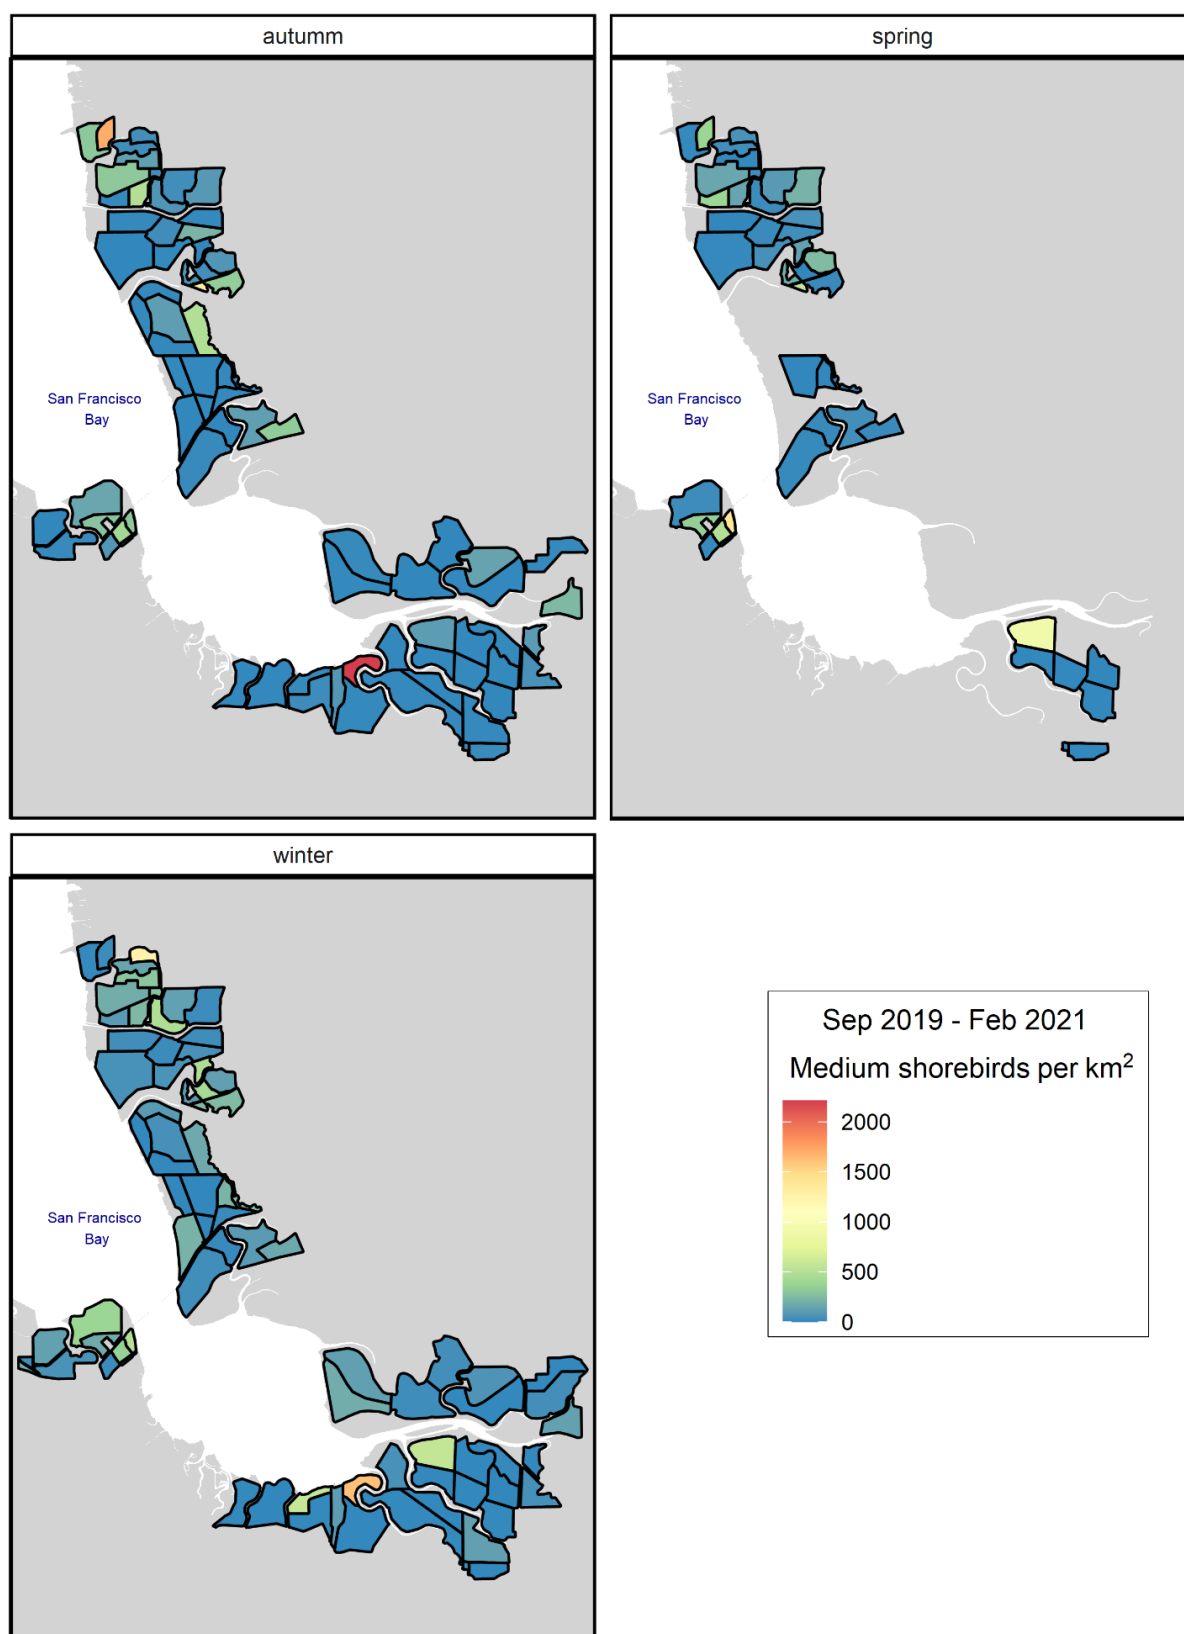 autumm
spring
San Francisco
Bay
San Francisco
Bay
winter
San Francisco
Bay
Sep 2019 - Feb 2021
Medium shorebirds per km²
2000
1500
1000
500
0